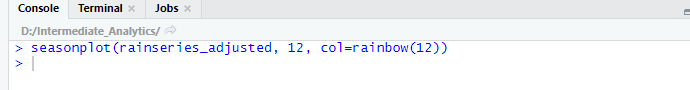 Console Terminal Jobs
D:/Intermediate_Analytics/
> seasonplot(rainseries_adjusted, 12, col=rainbow(12))
>